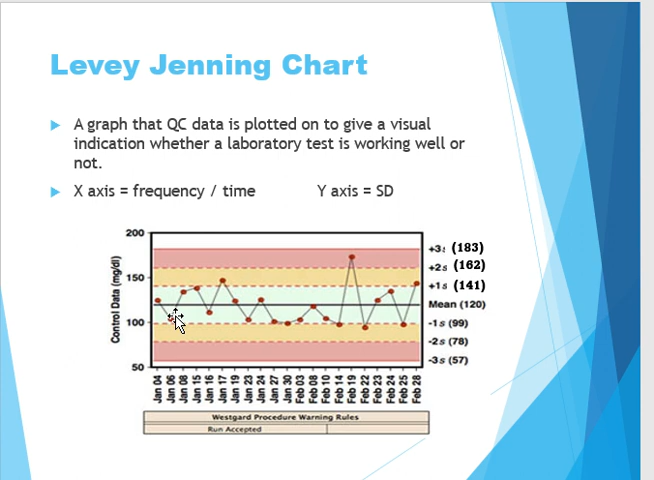 Levey Jenning Chart
A graph that QC data is plotted on to give a visual
indication whether a laboratory test is working well or
not.
X axis = frequency / time Y axis = SD
200
150
100
50
Control Data (mg/dl)
+3s (183)
+2s (162)
+1s (141)
Mean (120)
-1s (99)
-2s (78)
-3s (57)
Jan 04
Jan 06
Jan 08
Jan 15
Jan 16
Jan 17
Jan 19
Jan 23
Jan 24
Jan 27
Jan 30
Feb 03
Feb 08
Feb 10
Feb 14
Feb 19
Feb 22
Feb 23
Feb 24
Feb 25
Feb 28
Westgard Procedure Warning Rules
Run Accepted